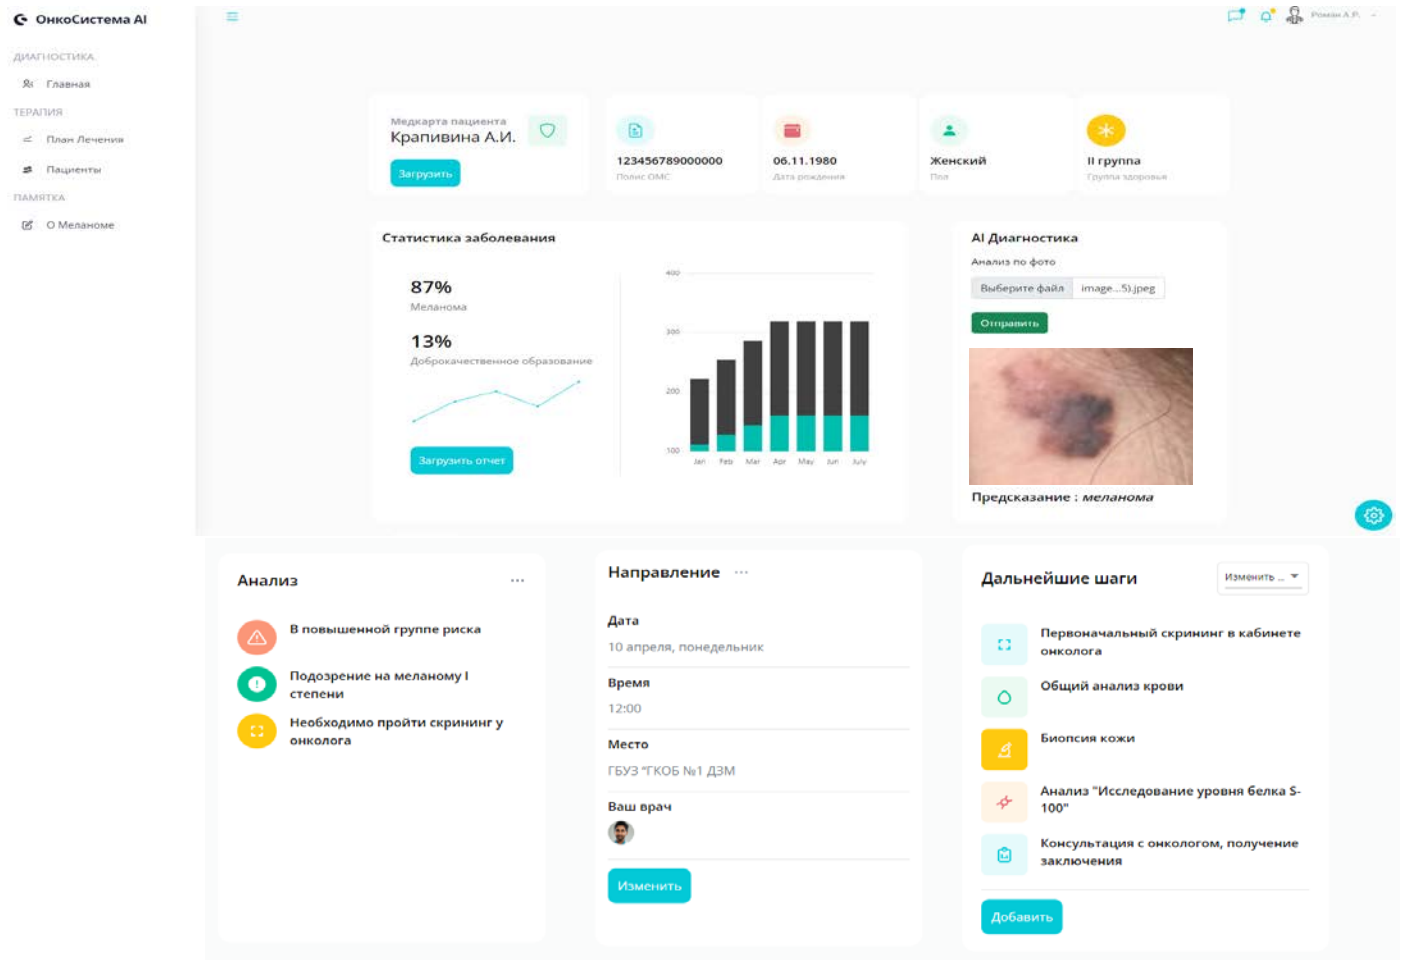 ОнкоСистема AI
Роман А.Р.
ДИАГНОСТИКА
Главная
ТЕРАПИЯ
План Лечения
Пациенты
ПАМЯТКА
О Меланоме
Медкарта пациента
Крапивина А.И.
Загрузить
123456789000000
Полис ОМС
06.11.1980
Дата рождения
Женский
Пол
II группа
Группа здоровья
Статистика заболевания
87%
Меланома
13%
Доброкачественное образование
Загрузить отчет
400
300
200
100
Jan Feb Mar Apr May Jun July
AI Диагностика
Анализ по фото
Выберите файл image...5).jpeg
Отправить
Предсказание : меланома
Анализ
В повышенной группе риска
Подозрение на меланому I
степени
Необходимо пройти скрининг у
онколога
Направление
Дата
10 апреля, понедельник
Время
12:00
Место
ГБУЗ "ГКОБ №1 ДЗМ
Ваш врач
Изменить
Дальнейшие шаги
Изменить ...
Первоначальный скрининг в кабинете
онколога
Общий анализ крови
Биопсия кожи
Анализ "Исследование уровня белка S-
100"
Консультация с онкологом, получение
заключения
Добавить